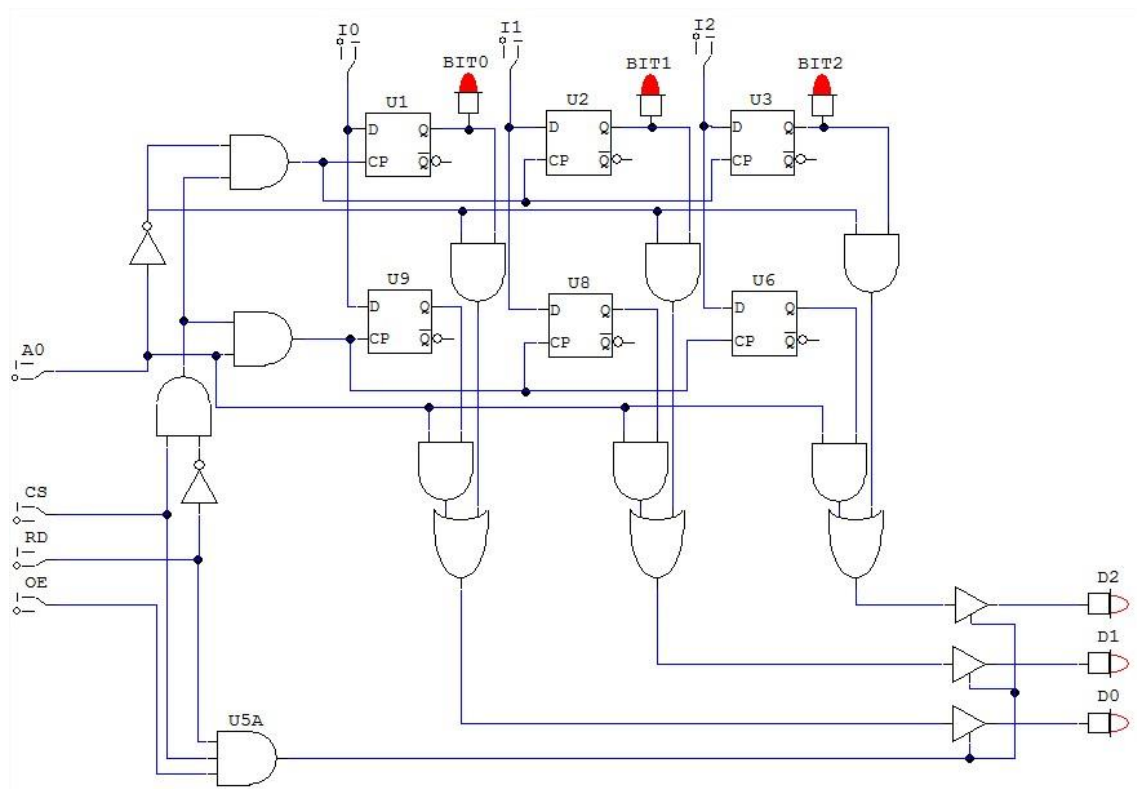 I0
I1
I2
BIT0
BIT1
BIT2
U1
U2
U3
D Q
CP Q
D Q
CP Q
D Q
CP Q
U9
U8
U6
D Q
CP Q
D Q
CP Q
D Q
CP Q
A0
CS
RD
OE
D2
D1
D0
U5A